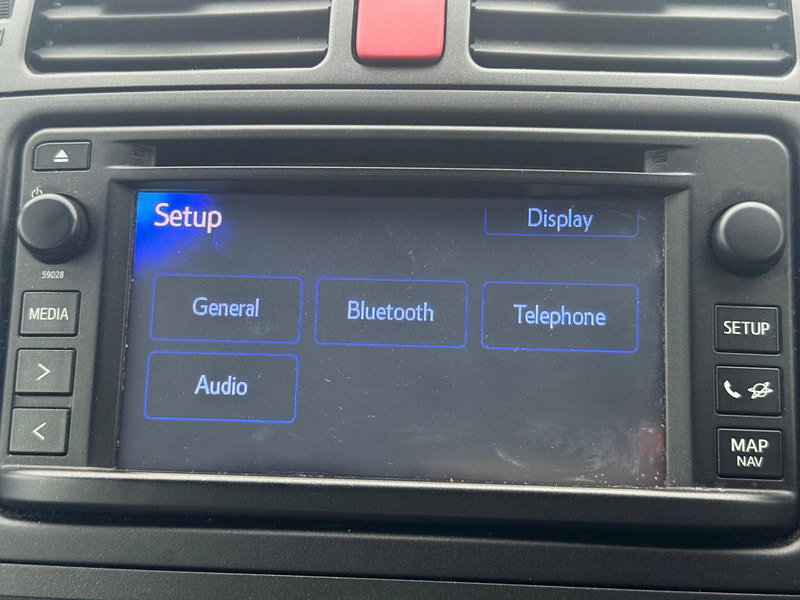 Setup
Display
General
Bluetooth
Telephone
Audio
59028
MEDIA
>
<
SETUP
MAP
NAV